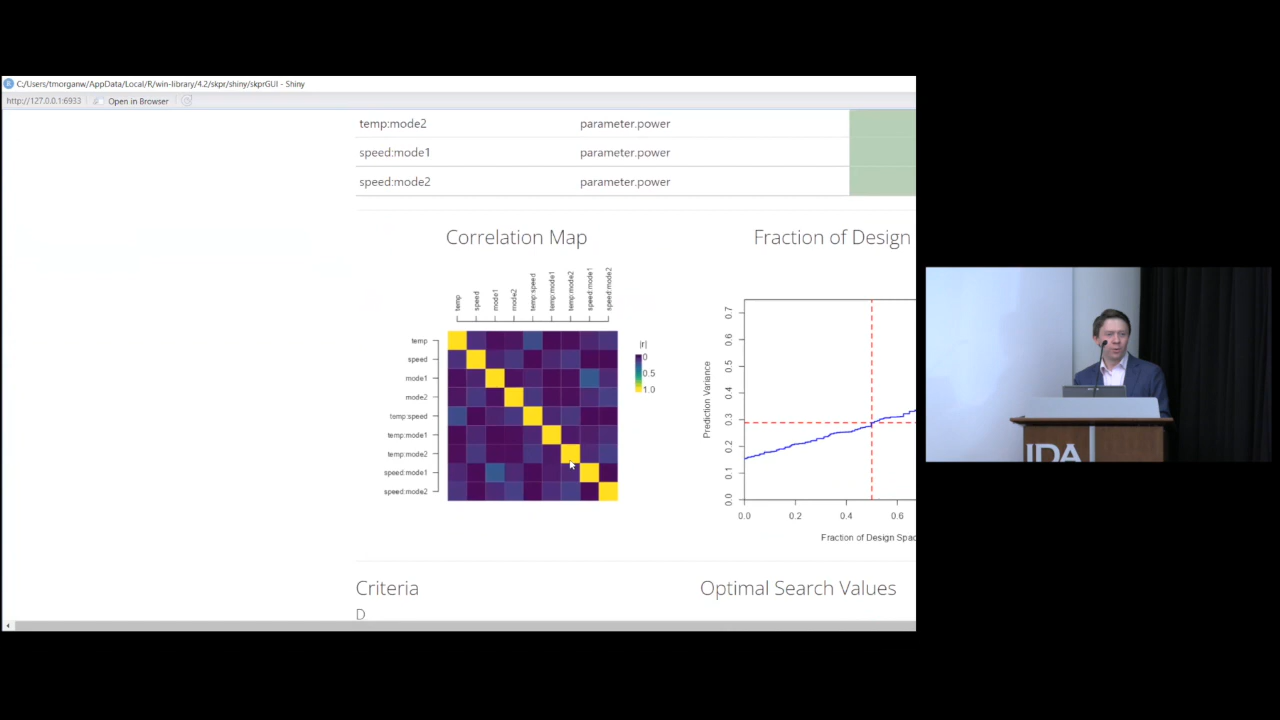 C:/Users/tmorganw/AppData/Local/R/win-library/4.2/skpr/shiny/skprGUI - Shiny
http://127.0.0.1:6933 Open in Browser
temp:mode2 parameter.power
speed:mode1 parameter.power
speed:mode2 parameter.power
Correlation Map
Fraction of Design
temp speed mode1 mode2 temp:speed temp:mode1 temp:mode2 speed:mode1 speed:mode2
temp
speed
mode1
mode2
temp:speed
temp:mode1
temp:mode2
speed:mode1
speed:mode2
|r|
0
0.5
1.0
Prediction Variance
0.7
0.6
0.5
0.4
0.3
0.2
0.1
0.0
0.0 0.2 0.4 0.6
Fraction of Design Spac
Criteria
D
Optimal Search Values
IDA